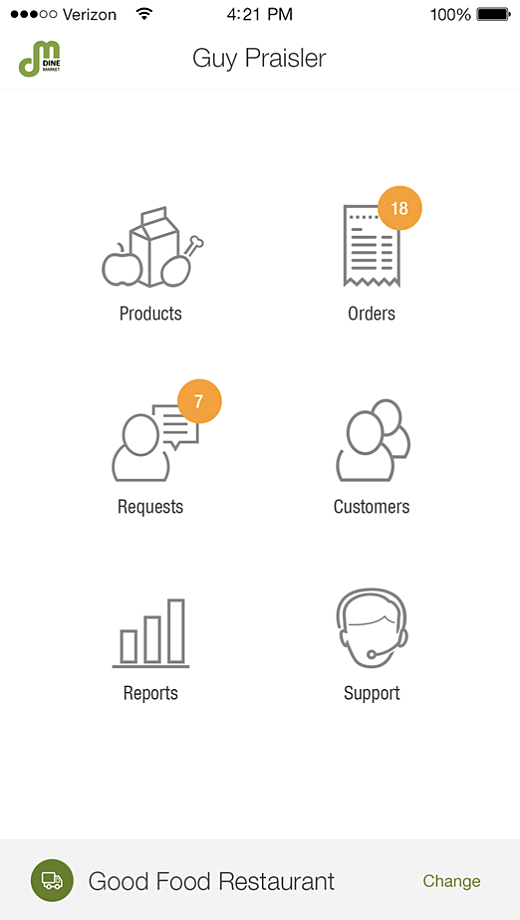 Verizon 4:21 PM 100%
DINE
MARKET
Guy Praisler
18
Products Orders
7
Requests Customers
Reports Support
Good Food Restaurant Change